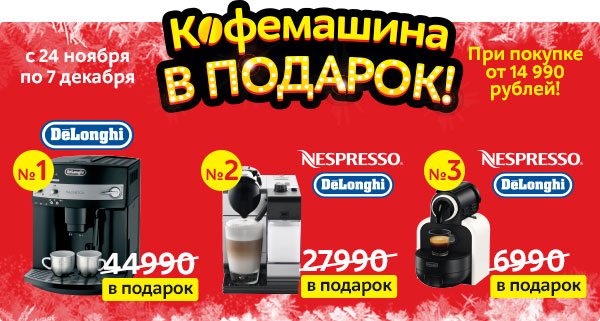 Кофемашина
В ПОДАРОК!
с 24 ноября
по 7 декабря
При покупке
от 14 990
рублей!
DeLonghi
№1
DeLonghi
44990
в подарок
№2
NESPRESSO.
DeLonghi
27990
в подарок
№3
NESPRESSO.
DeLonghi
6990
в подарок